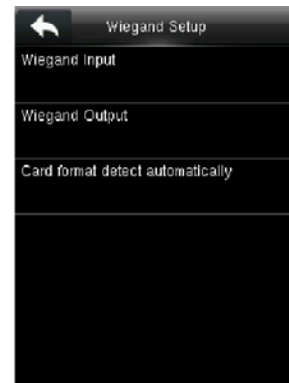 Wiegand Setup
Wiegand Input
Wiegand Output
Card format detect automatically